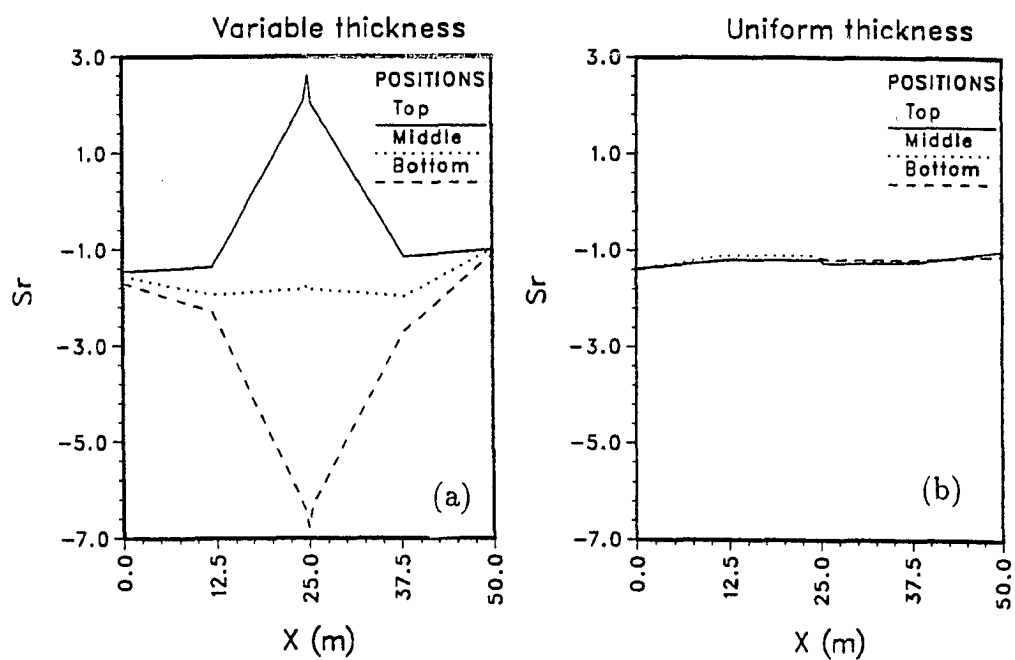 Variable thickness
3.0
1.0
-1.0
-3.0
-5.0
-7.0
Sr
POSITIONS
Top
Middle
Bottom
(a)
0.0
12.5
25.0
37.5
50.0
X (m)
Uniform thickness
3.0
1.0
-1.0
-3.0
-5.0
-7.0
Sr
POSITIONS
Top
Middle
Bottom
(b)
0.0
12.5
25.0
37.5
50.0
X (m)